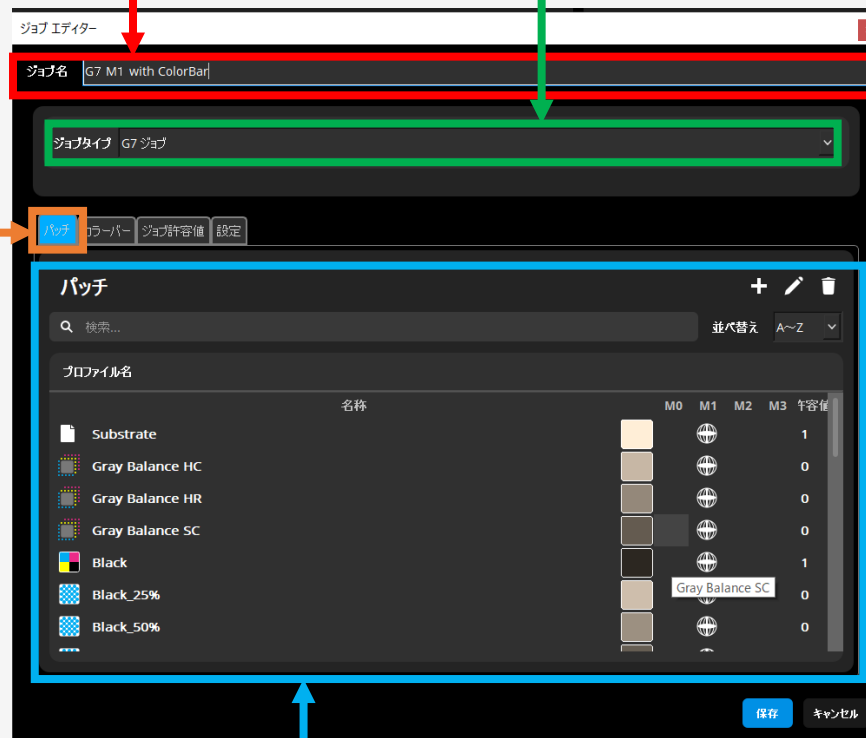 ジョブ エディター
ジョブ名 G7 M1 with ColorBar
ジョブタイプ G7 ジョブ
パッチ カラーバー ジョブ許容値 設定
パッチ
検索... 並べ替え A～Z
プロファイル名
名称 M0 M1 M2 M3 許容値
Substrate 1
Gray Balance HC 0
Gray Balance HR 0
Gray Balance SC 0
Black 1
Gray Balance SC
Black_25% 0
Black_50% 0
保存 キャンセル